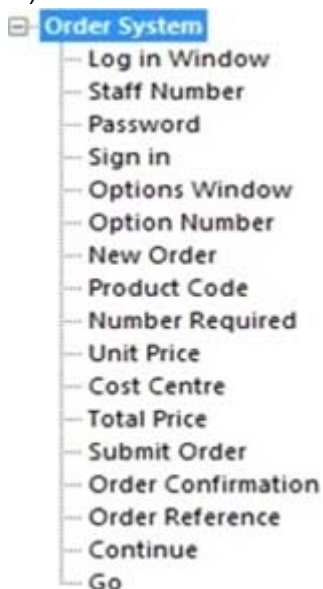 Order System
Log in Window
Staff Number
Password
Sign in
Options Window
Option Number
New Order
Product Code
Number Required
Unit Price
Cost Centre
Total Price
Submit Order
Order Confirmation
Order Reference
Continue
Go